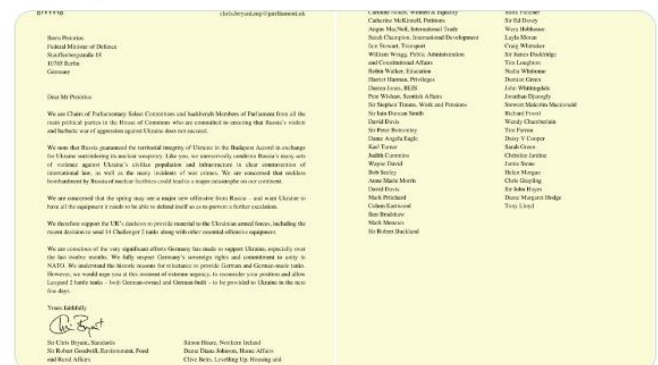 chris.bryant.mp@parliament.uk
Boris Pistorius
Federal Minister of Defence
Stauffenbergstraße 18
10785 Berlin
Germany
Dear Mr Pistorius
We are Chairs of Parliamentary Select Committees and backbench Members of Parliament from all the
main political parties in the House of Commons who are committed to ensuring that Russia's violent
and barbaric war of aggression against Ukraine does not succeed.
We note that Russia guaranteed the territorial integrity of Ukraine in the Budapest Accord in exchange
for Ukraine surrendering its nuclear weaponry. Like you, we unreservedly condemn Russia's many acts
of violence against Ukraine's civilian population and infrastructure in clear contravention of
international law, as well as the many incidents of war crimes. We are concerned that reckless
bombardment by Russia of nuclear facilities could lead to a major catastrophe on our continent.
We are concerned that the spring may see a major new offensive from Russia – and want Ukraine to
have all the equipment it needs to be able to defend itself so as to prevent a further escalation.
We therefore support the UK's decision to provide material to the Ukrainian armed forces, including the
recent decision to send 14 Challenger 2 tanks along with other essential offensive equipment.
We are conscious of the very significant efforts Germany has made to support Ukraine, especially over
the last twelve months. We fully respect Germany's sovereign rights and commitment to unity in
NATO. We understand the historic reasons for reluctance to provide German and German-made tanks.
However, we would urge you at this moment of extreme urgency, to reconsider your position and allow
Leopard 2 battle tanks – both German-owned and German-built – to be provided to Ukraine in the next
few days.
Yours faithfully
Chris Bryant
Sir Chris Bryant, Standards
Sir Robert Goodwill, Environment, Food
and Rural Affairs
Simon Hoare, Northern Ireland
Dame Diana Johnson, Home Affairs
Clive Betts, Levelling Up, Housing and
Caroline Nokes, Women & Equality
Catherine McKinnell, Petitions
Angus MacNeil, International Trade
Sarah Champion, International Development
Iain Stewart, Transport
William Wragg, Public Administration
and Constitutional Affairs
Robin Walker, Education
Harriet Harman, Privileges
Darren Jones, BEIS
Pete Wishart, Scottish Affairs
Sir Stephen Timms, Work and Pensions
Sir Iain Duncan Smith
David Davis
Sir Peter Bottomley
Dame Angela Eagle
Karl Turner
Judith Cummins
Wayne David
Bob Seeley
Anne Marie Morris
David Davis
Mark Pritchard
Colum Eastwood
Ben Bradshaw
Mark Menzies
Sir Robert Buckland
Sir Ed Davey
Wera Hobhouse
Layla Moran
Craig Whittaker
Sir James Duddridge
Tim Loughton
Nadia Whittome
Damian Green
John Whittingdale
Jonathan Djanogly
Stewart Malcolm Macdonald
Richard Foord
Wendy Chamberlain
Tim Farron
Daisy V Cooper
Sarah Green
Christine Jardine
Jamie Stone
Helen Morgan
Chris Grayling
Sir John Hayes
Dame Margaret Hodge
Tony Lloyd